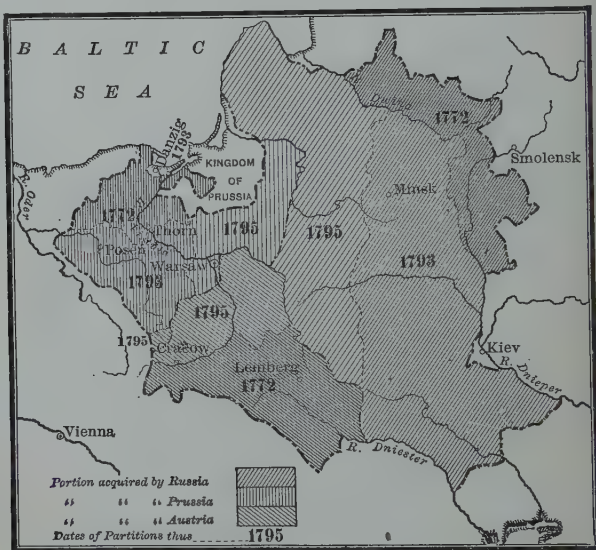 BALTIC
SEA
Danzig
1793
KINGDOM
OF
PRUSSIA
Dwina
1772
Smolensk
R. Oder
1772
Thorn
Posen
1795
1795
Minsk
1793
Warsaw
1793
1795
1795
Cracow
Lemberg
1772
Kiev
R. Dnieper
Vienna
R. Dniester
Portion acquired by Russia
" " " Prussia
" " " Austria
Dates of Partitions thus 1795